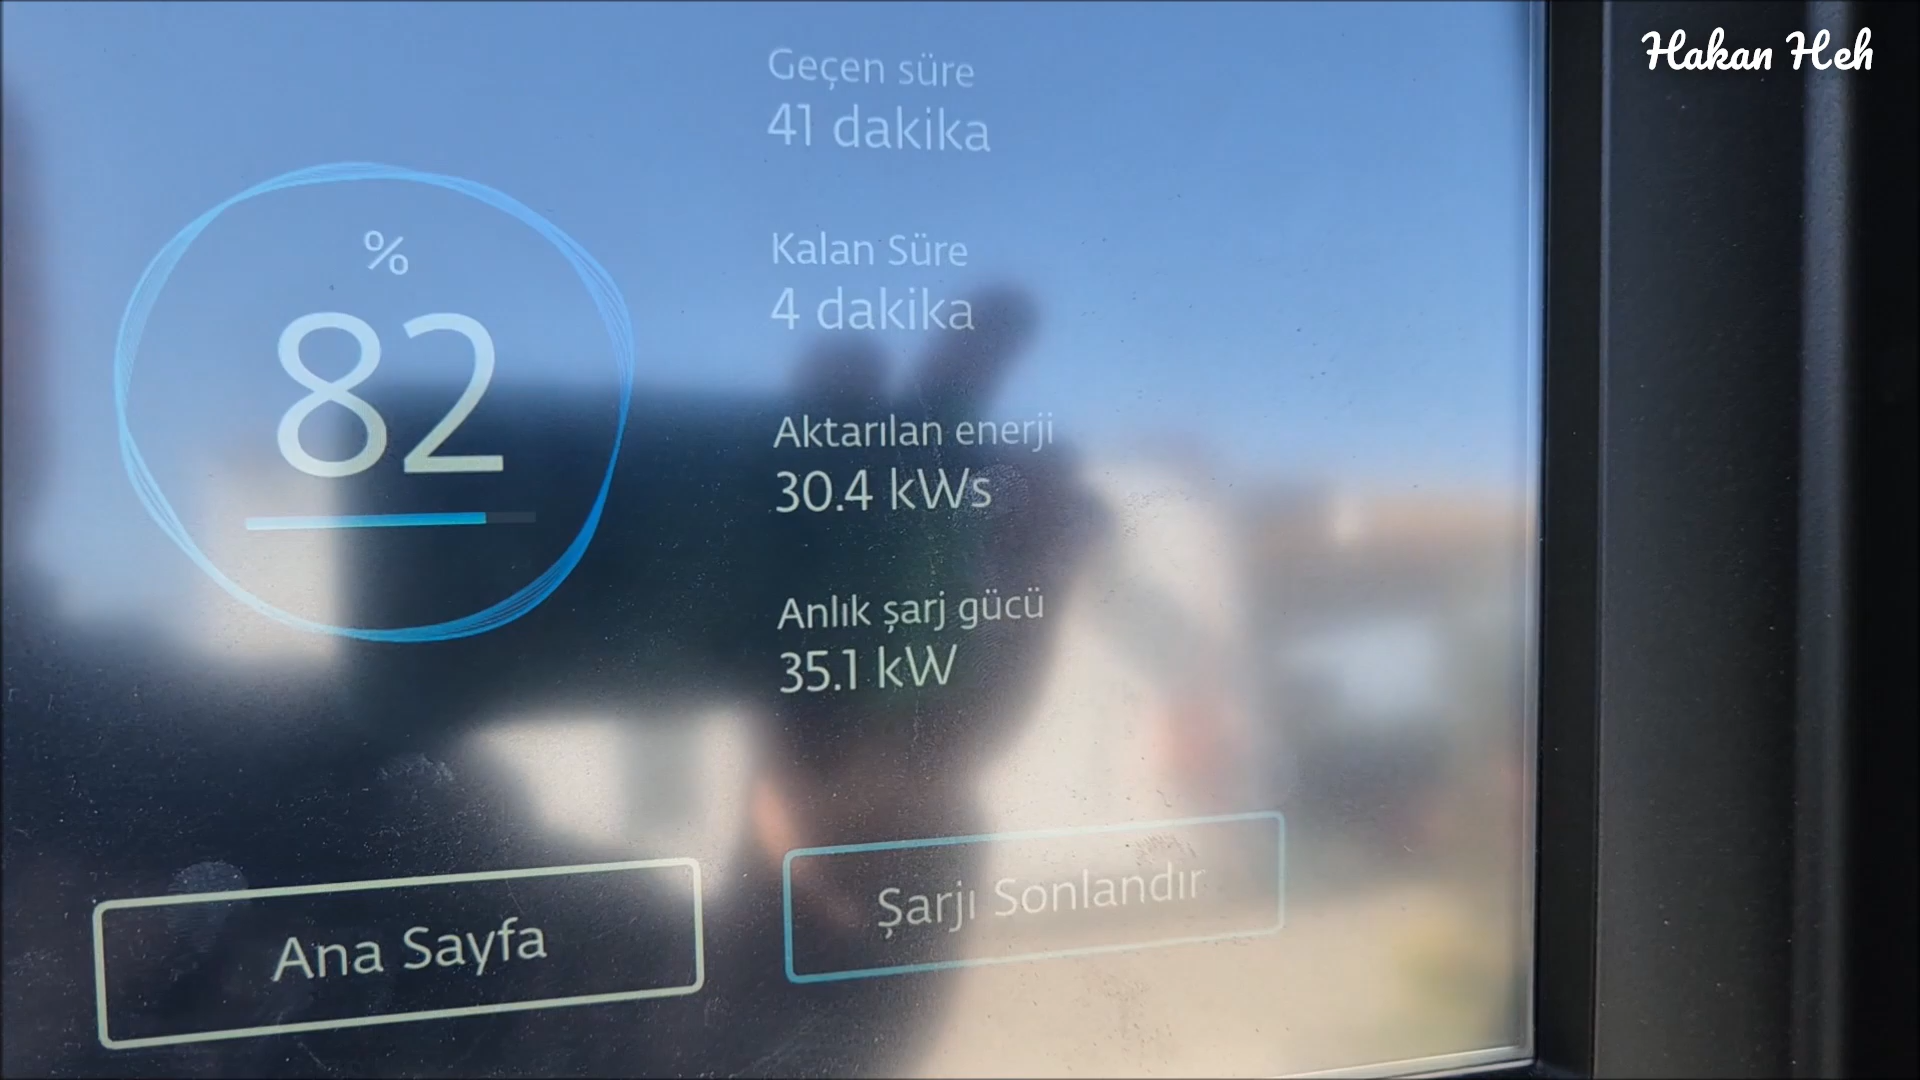 Hakan Heh
Geçen süre
41 dakika
%
82
Kalan Süre
4 dakika
Aktarılan enerji
30.4 kWs
Anlık şarj gücü
35.1 kW
Ana Sayfa
Şarjı Sonlandır